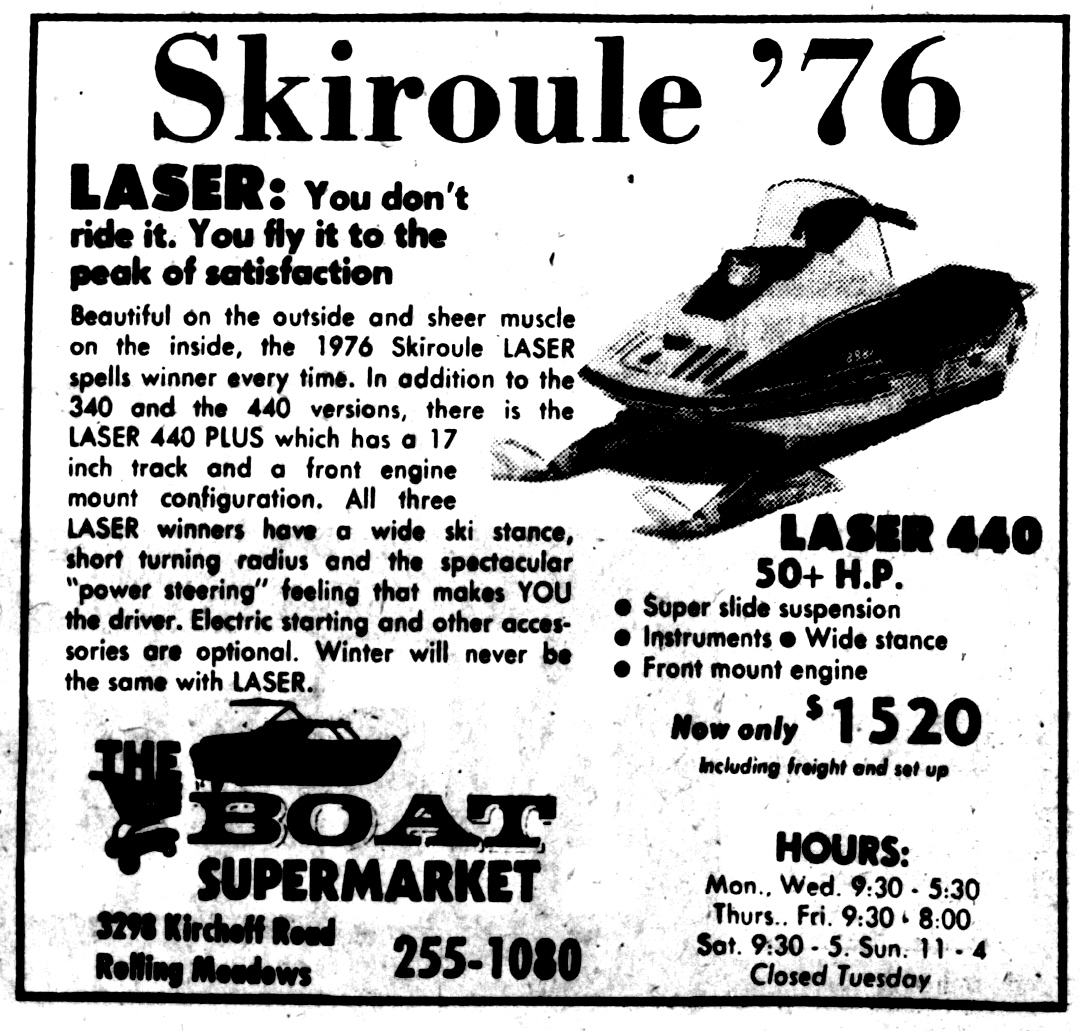 Skiroule '76
LASER: You don't
ride it. You fly it to the
peak of satisfaction
Beautiful on the outside and sheer muscle
on the inside, the 1976 Skiroule LASER
spells winner every time. In addition to the
340 and the 440 versions, there is the
LASER 440 PLUS which has a 17
inch track and a front engine
mount configuration. All three
LASER winners have a wide ski stance,
short turning radius and the spectacular
"power steering" feeling that makes YOU
the driver. Electric starting and other acces-
sories are optional. Winter will never be
the same with LASER.
LASER 440
50+ H.P.
• Super slide suspension
• Instruments • Wide stance
• Front mount engine
Now only $1520
Including freight and set up
THE
BOAT
SUPERMARKET
3298 Kirchoff Road
Rolling Meadows
255-1080
HOURS:
Mon., Wed. 9:30 - 5:30
Thurs., Fri. 9:30 - 8:00
Sat. 9:30 - 5. Sun. 11 - 4
Closed Tuesday